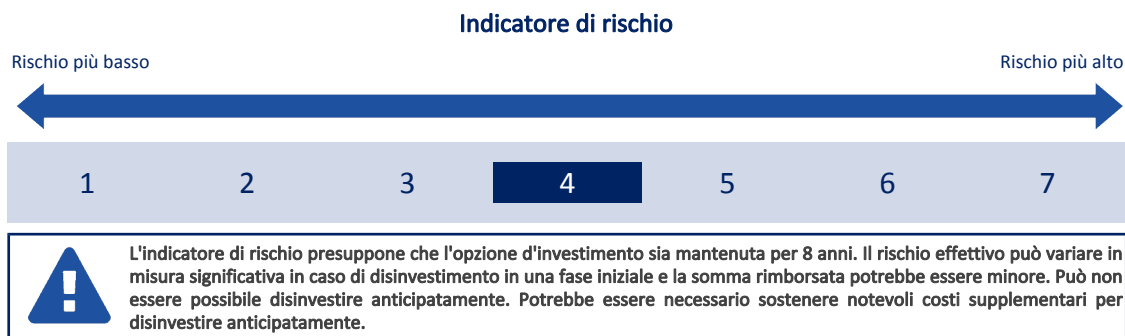 Indicatore di rischio
Rischio più basso
Rischio più alto
1 2 3 4 5 6 7
L'indicatore di rischio presuppone che l'opzione d'investimento sia mantenuta per 8 anni. Il rischio effettivo può variare in
misura significativa in caso di disinvestimento in una fase iniziale e la somma rimborsata potrebbe essere minore. Può non
essere possibile disinvestire anticipatamente. Potrebbe essere necessario sostenere notevoli costi supplementari per
disinvestire anticipatamente.